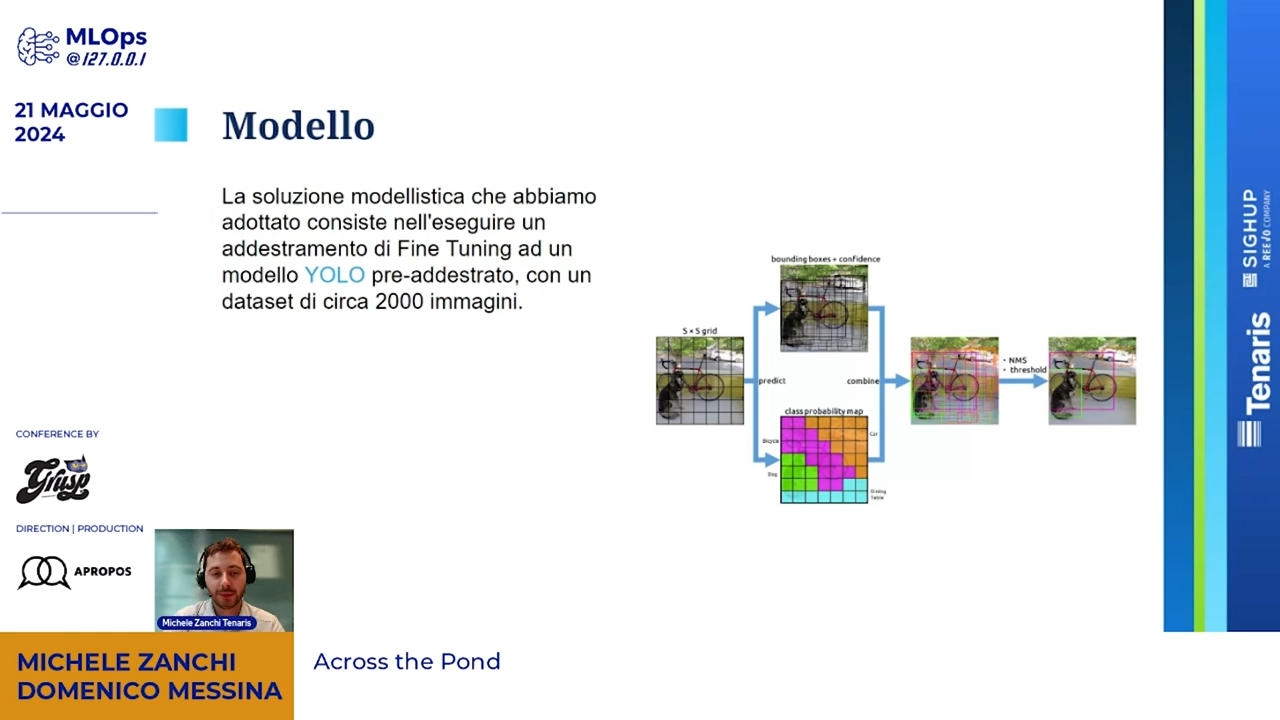 MLOps
@127.0.0.1
21 MAGGIO
2024
Modello
La soluzione modellistica che abbiamo
adottato consiste nell'eseguire un
addestramento di Fine Tuning ad un
modello YOLO pre-addestrato, con un
dataset di circa 2000 immagini.
bounding boxes + confidence
S × S grid
predict
combine
· NMS
· threshold
class probability map
Bicycle
Car
Dog
Dining
Table
SIGHUP
A REEVO COMPANY
Tenaris
CONFERENCE BY
Grusp
DIRECTION | PRODUCTION
APROPOS
Michele Zanchi Tenaris
MICHELE ZANCHI
DOMENICO MESSINA
Across the Pond